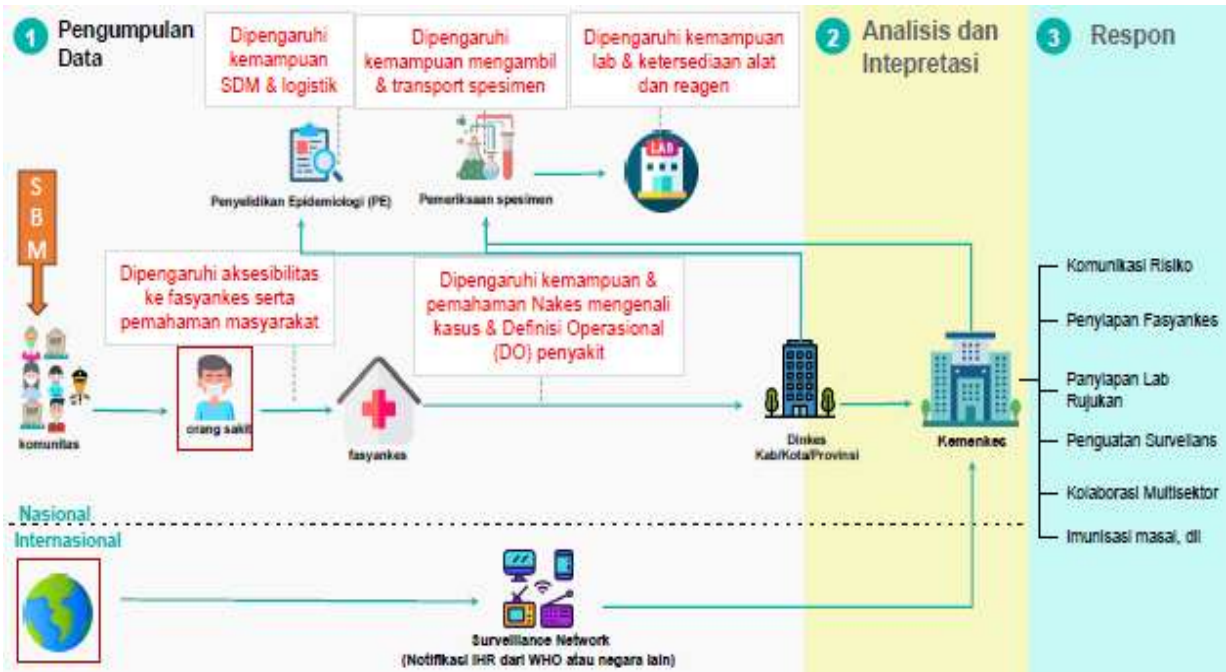 1 Pengumpulan
Data
Dipengaruhi
kemampuan
SDM & logistik
Dipengaruhi
kemampuan mengambil
& transport spesimen
Dipengaruhi kemampuan
lab & ketersediaan alat
dan reagen
2 Analisis dan
Intepretasi
3 Respon
LAB
Penyelidikan Epidemiologi (PE)
Pemeriksaan spesimen
S
B
M
Dipengaruhi aksesibilitas
ke fasyankes serta
pemahaman masyarakat
Dipengaruhi kemampuan &
pemahaman Nakes mengenali
kasus & Definisi Operasional
(DO) penyakit
komunitas
orang sakit
fasyankes
Dinkes
Kab/Kota/Provinsi
Kemenkes
Komunikasi Risiko
Penyiapan Fasyankes
Panyiapan Lab
Rujukan
Penguatan Surveilans
Kolaborasi Multisektor
Imunisasi masal, dll
Nasional
Internasional
Surveillance Network
(Notifikasi IHR dari WHO atau negara lain)